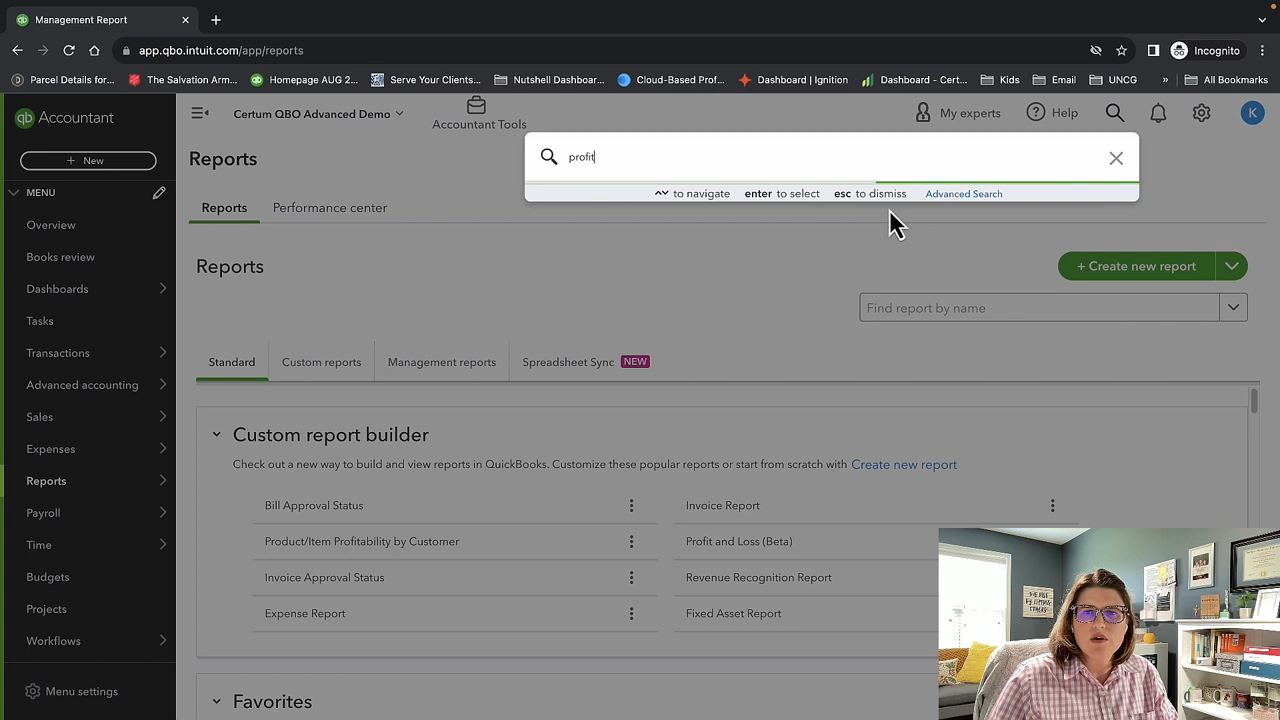 Management Report
app.qbo.intuit.com/app/reports
Incognito
Parcel Details for...
The Salvation Arm...
Homepage AUG 2...
Serve Your Clients...
Nutshell Dashboar...
Cloud-Based Prof...
Dashboard | Ignition
Dashboard - Cert...
Kids
Email
UNCG
»
All Bookmarks
qb Accountant
Certum QBO Advanced Demo
Accountant Tools
My experts
Help
K
+ New
Reports
profit
to navigate enter to select esc to dismiss Advanced Search
MENU
Overview
Books review
Dashboards
Tasks
Transactions
Advanced accounting
Sales
Expenses
Reports
Payroll
Time
Budgets
Projects
Workflows
Menu settings
Reports
Performance center
Reports
+ Create new report
Find report by name
Standard
Custom reports
Management reports
Spreadsheet Sync NEW
Custom report builder
Check out a new way to build and view reports in QuickBooks. Customize these popular reports or start from scratch with Create new report
Bill Approval Status
Invoice Report
Product/Item Profitability by Customer
Profit and Loss (Beta)
Invoice Approval Status
Revenue Recognition Report
Expense Report
Fixed Asset Report
Favorites